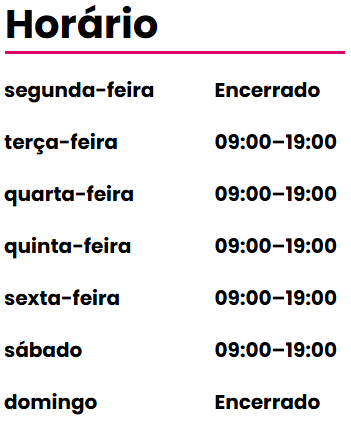 Horário
segunda-feira Encerrado
terça-feira 09:00–19:00
quarta-feira 09:00–19:00
quinta-feira 09:00–19:00
sexta-feira 09:00–19:00
sábado 09:00–19:00
domingo Encerrado